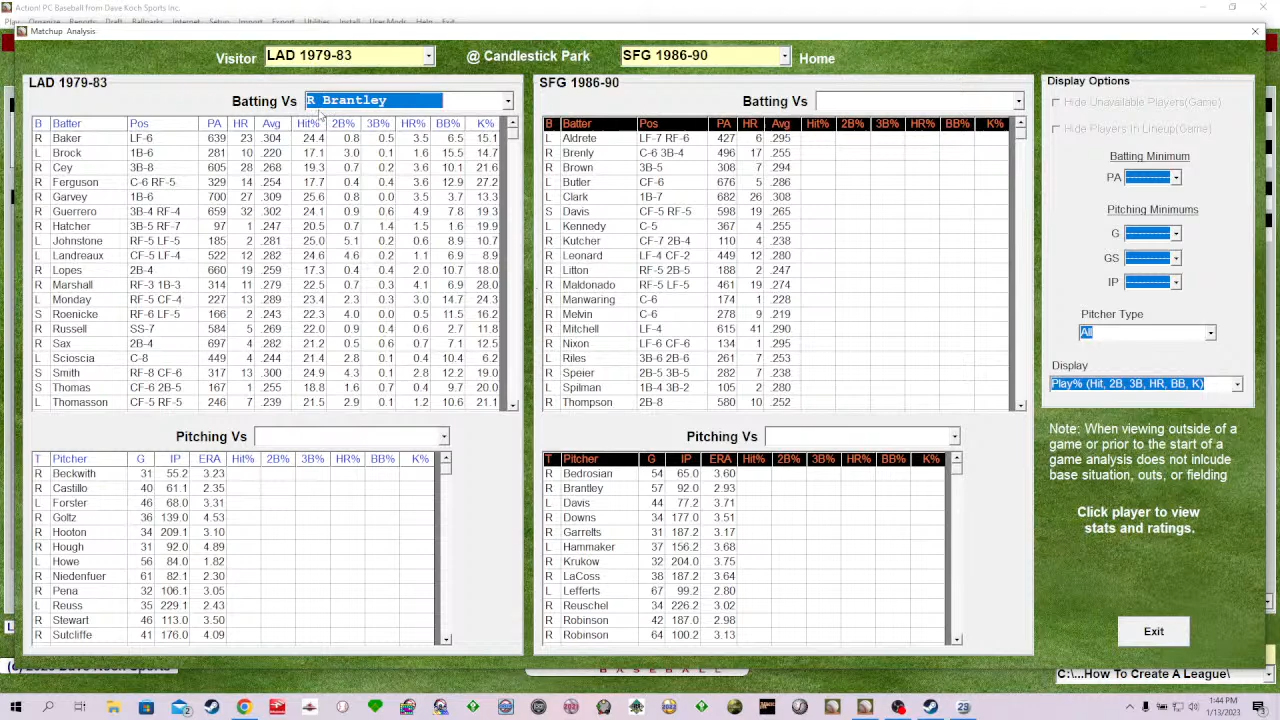 Action! PC Baseball from Dave Koch Sports Inc.
Play Organize Reports Draft Ballparks Internet Setup Import Export Utilities Install User Mods Help Exit
Matchup Analysis
Visitor LAD 1979-83 @ Candlestick Park SFG 1986-90 Home
LAD 1979-83
Batting Vs R Brantley
B Batter Pos PA HR Avg Hit% 2B% 3B% HR% BB% K%
R Baker LF-6 639 23 .304 24.4 0.8 0.5 3.5 6.5 15.1
L Brock 1B-6 281 10 .220 17.1 3.0 0.1 1.6 15.5 14.7
R Cey 3B-8 605 28 .268 19.3 0.7 0.2 3.6 10.1 21.6
R Ferguson C-6 RF-5 329 14 .254 17.7 0.4 0.4 3.6 12.9 27.2
R Garvey 1B-6 700 27 .309 25.6 0.8 0.0 3.5 3.7 13.3
R Guerrero 3B-4 RF-4 659 32 .302 24.1 0.9 0.6 4.9 7.8 19.3
R Hatcher 3B-5 RF-7 97 1 .247 20.5 0.7 1.4 1.5 1.6 19.9
L Johnstone RF-5 LF-5 185 2 .281 25.0 5.1 0.2 0.6 8.9 10.7
L Landreaux CF-5 LF-4 522 12 .282 24.6 4.6 0.2 1.1 6.9 8.9
R Lopes 2B-4 660 19 .259 17.3 0.4 0.4 2.0 10.7 18.0
R Marshall RF-3 1B-3 314 11 .279 22.5 0.7 0.3 4.1 6.9 28.0
L Monday RF-5 CF-4 227 13 .289 23.4 2.3 0.3 3.0 14.7 24.3
S Roenicke RF-6 LF-5 166 2 .243 22.3 4.0 0.0 0.5 11.5 16.2
R Russell SS-7 584 5 .269 22.0 0.9 0.4 0.6 2.7 11.8
R Sax 2B-4 697 4 .282 21.2 0.5 0.6 0.7 7.1 12.5
L Scioscia C-8 449 4 .244 21.4 2.8 0.1 0.4 10.4 6.2
R Smith RF-8 CF-6 317 13 .300 24.9 0.4 0.5 2.8 12.2 19.0
S Thomas CF-6 2B-5 167 1 .255 18.8 1.6 0.7 0.4 9.7 20.0
L Thomasson CF-5 RF-5 246 7 .239 21.5 2.9 0.1 1.2 10.6 21.1
Pitching Vs
T Pitcher G IP ERA Hit% 2B% 3B% HR% BB% K%
R Beckwith 31 55.2 3.23
R Castillo 40 61.1 2.35
L Forster 46 68.0 3.31
R Goltz 36 139.0 4.53
R Hooton 34 209.1 3.10
R Hough 31 92.0 4.89
L Howe 56 84.0 1.82
R Niedenfuer 61 82.1 2.30
R Pena 32 106.1 3.05
L Reuss 35 229.1 2.43
R Stewart 46 113.0 3.50
R Sutcliffe 41 176.0 4.09
SFG 1986-90
Batting Vs
B Batter Pos PA HR Avg Hit% 2B% 3B% HR% BB% K%
L Aldrete LF-7 RF-6 427 6 .295
R Brenly C-6 3B-4 496 17 .255
R Brown 3B-5 308 7 .294
L Butler CF-6 676 5 .286
L Clark 1B-7 682 26 .308
S Davis CF-5 RF-5 598 19 .265
L Kennedy C-5 367 4 .255
R Kutcher CF-7 2B-4 110 4 .238
R Leonard LF-4 CF-2 449 12 .280
R Litton RF-5 2B-5 188 2 .247
R Maldonado RF-5 LF-5 461 19 .274
R Manwaring C-6 174 1 .228
R Melvin C-6 278 9 .219
R Mitchell LF-4 615 41 .290
R Nixon LF-6 CF-6 134 1 .295
L Riles 3B-6 2B-6 261 7 .253
R Speier 2B-5 3B-5 282 7 .238
L Spilman 1B-4 3B-2 105 2 .280
R Thompson 2B-8 580 10 .252
Pitching Vs
T Pitcher G IP ERA Hit% 2B% 3B% HR% BB% K%
R Bedrosian 54 65.0 3.60
R Brantley 57 92.0 2.93
L Davis 44 77.2 3.71
R Downs 34 177.0 3.51
R Garrelts 31 187.2 3.17
L Hammaker 37 156.2 3.68
R Krukow 32 204.0 3.75
R LaCoss 38 187.2 3.64
L Lefferts 67 99.2 2.80
R Reuschel 34 226.2 3.02
R Robinson 42 187.0 2.98
R Robinson 64 100.2 3.13
Display Options
Batting Minimum
PA
Pitching Minimums
G
GS
IP
Pitcher Type
All
Display
Play% (Hit, 2B, 3B, HR, BB, K)
Note: When viewing outside of
game or prior to the start of a
game analysis does not inlcude
base situation, outs, or fielding
Click player to view
stats and ratings.
Exit
C:\...How To Create A League\
1:44 PM
1/13/2023